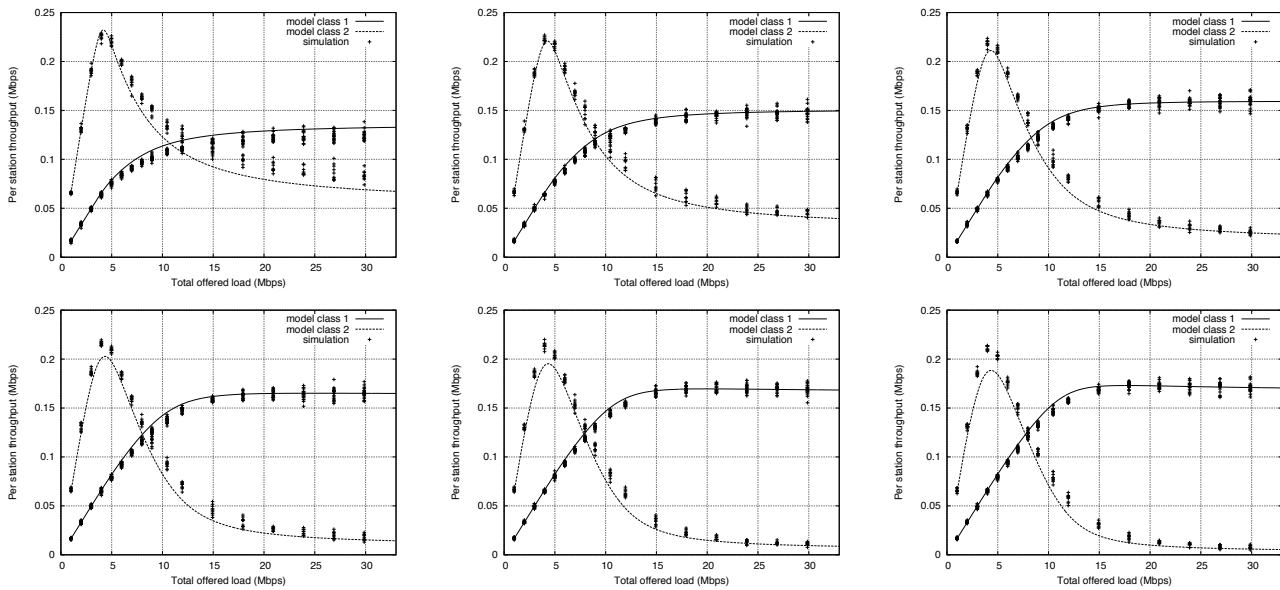 0.25
0.2
0.15
0.1
0.05
0
Per station throughput (Mbps)
model class 1
model class 2
simulation
0 5 10 15 20 25 30
Total offered load (Mbps)
0.25
0.2
0.15
0.1
0.05
0
Per station throughput (Mbps)
model class 1
model class 2
simulation
0 5 10 15 20 25 30
Total offered load (Mbps)
0.25
0.2
0.15
0.1
0.05
0
Per station throughput (Mbps)
model class 1
model class 2
simulation
0 5 10 15 20 25 30
Total offered load (Mbps)
0.25
0.2
0.15
0.1
0.05
0
Per station throughput (Mbps)
model class 1
model class 2
simulation
0 5 10 15 20 25 30
Total offered load (Mbps)
0.25
0.2
0.15
0.1
0.05
0
Per station throughput (Mbps)
model class 1
model class 2
simulation
0 5 10 15 20 25 30
Total offered load (Mbps)
0.25
0.2
0.15
0.1
0.05
0
Per station throughput (Mbps)
model class 1
model class 2
simulation
0 5 10 15 20 25 30
Total offered load (Mbps)